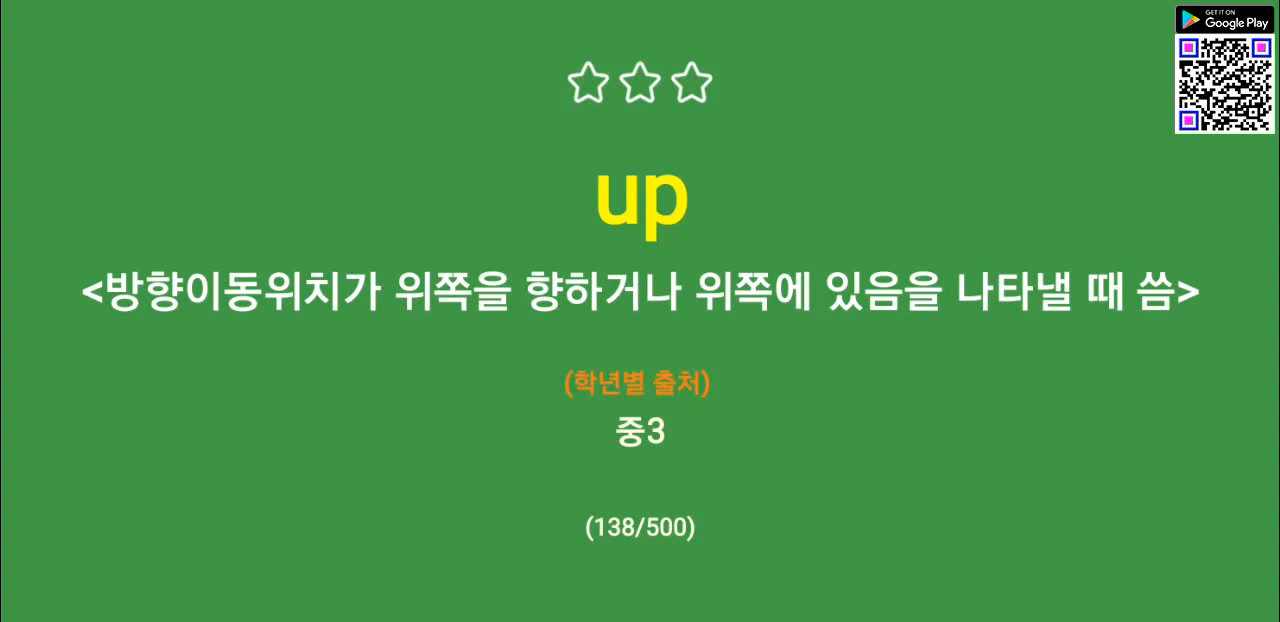 GET IT ON
Google Play
up
<방향이동위치가 위쪽을 향하거나 위쪽에 있음을 나타낼 때 씀>
(학년별 출처)
중3
(138/500)